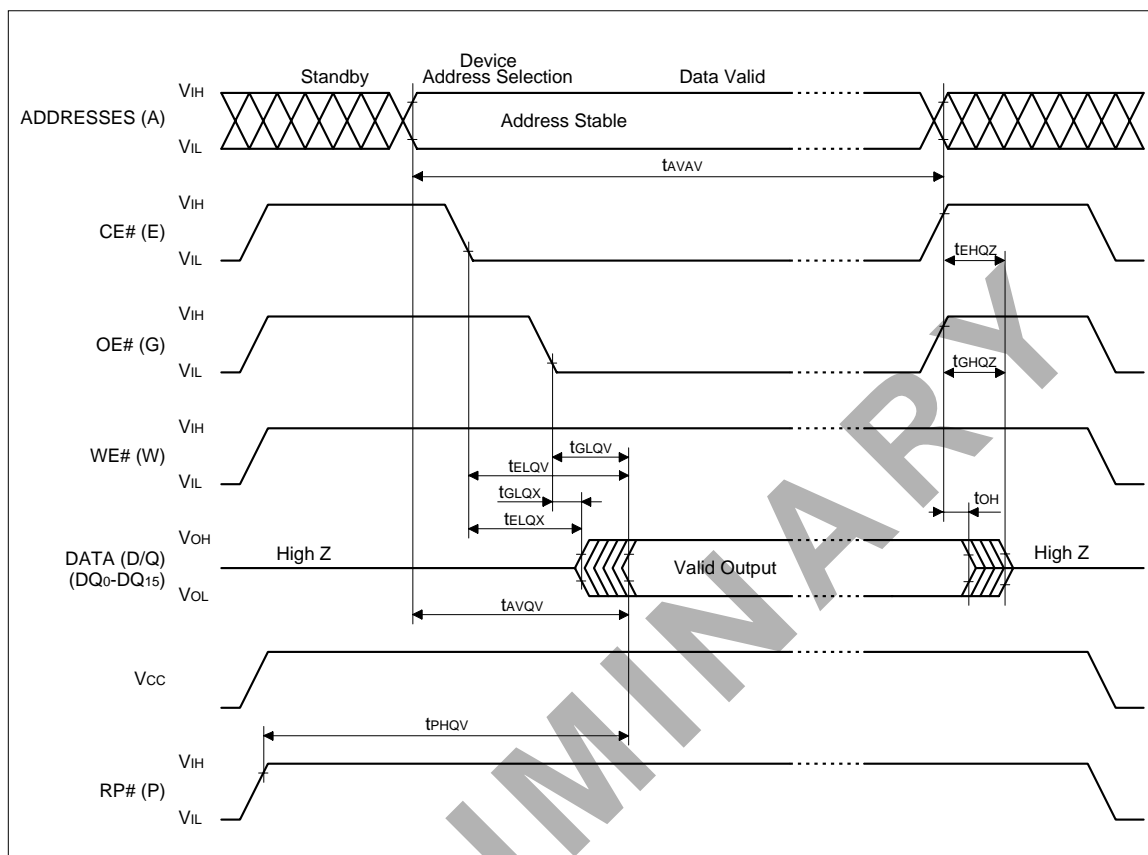 Device
Standby Address Selection Data Valid
VIH
ADDRESSES (A) Address Stable
VIL
tAVAV
VIH
CE# (E)
VIL tEHQZ
VIH
OE# (G)
VIL tGHQZ
VIH
WE# (W) tGLQV
VIL tELQV
tGLQX tOH
tELQX
VOH
DATA (D/Q) High Z Valid Output High Z
(DQ0-DQ15)
VOL
tAVQV
VCC
tPHQV
VIH
RP# (P)
VIL
IMINARY